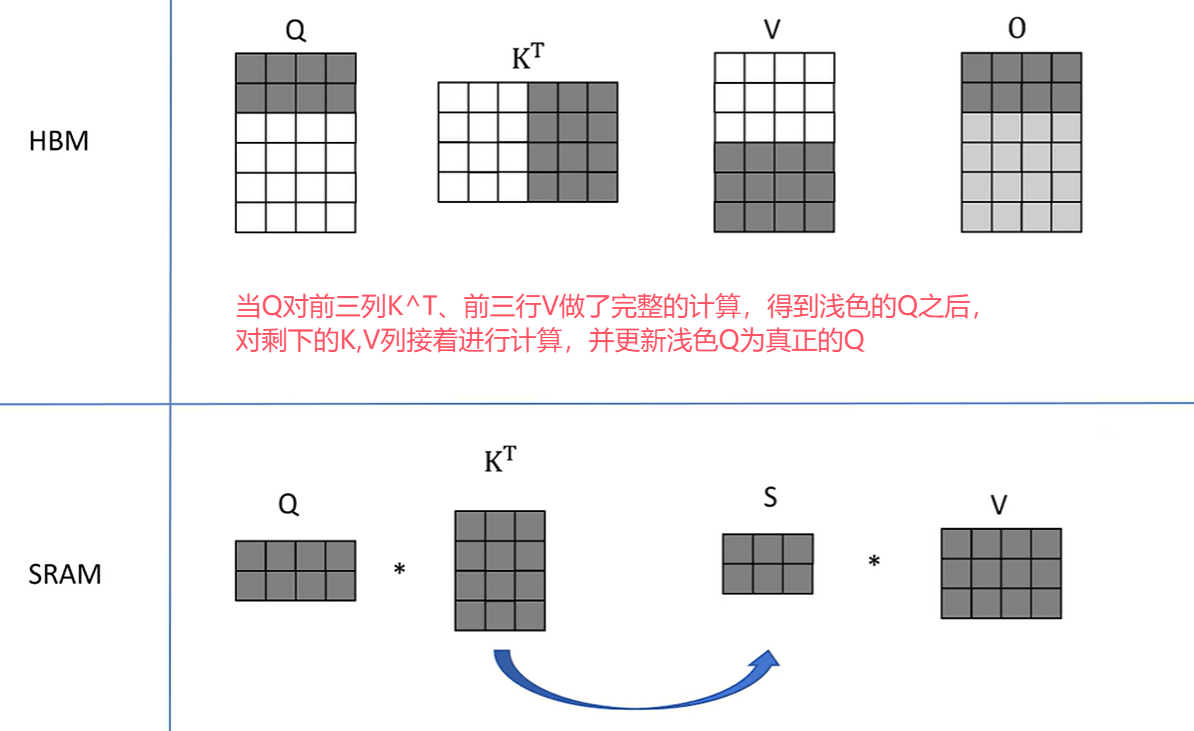 Q
K^T
V
O
HBM
当Q对前三列K^T、前三行V做了完整的计算，得到浅色的Q之后，
对剩下的K,V列接着进行计算，并更新浅色Q为真正的Q
K^T
Q
S
V
SRAM
*
*